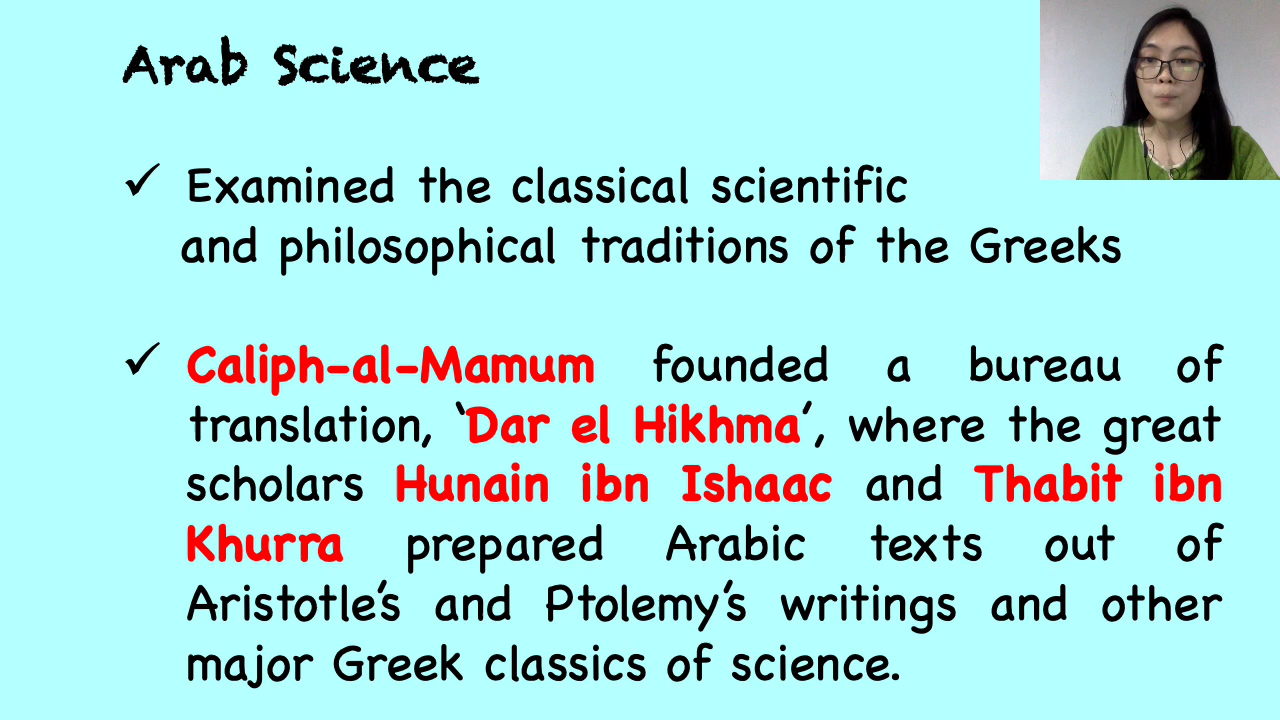 Arab Science
✓ Examined the classical scientific
and philosophical traditions of the Greeks
✓ Caliph-al-Mamum founded a bureau of
translation, ‘Dar el Hikhma’, where the great
scholars Hunain ibn Ishaac and Thabit ibn
Khurra prepared Arabic texts out of
Aristotle’s and Ptolemy’s writings and other
major Greek classics of science.